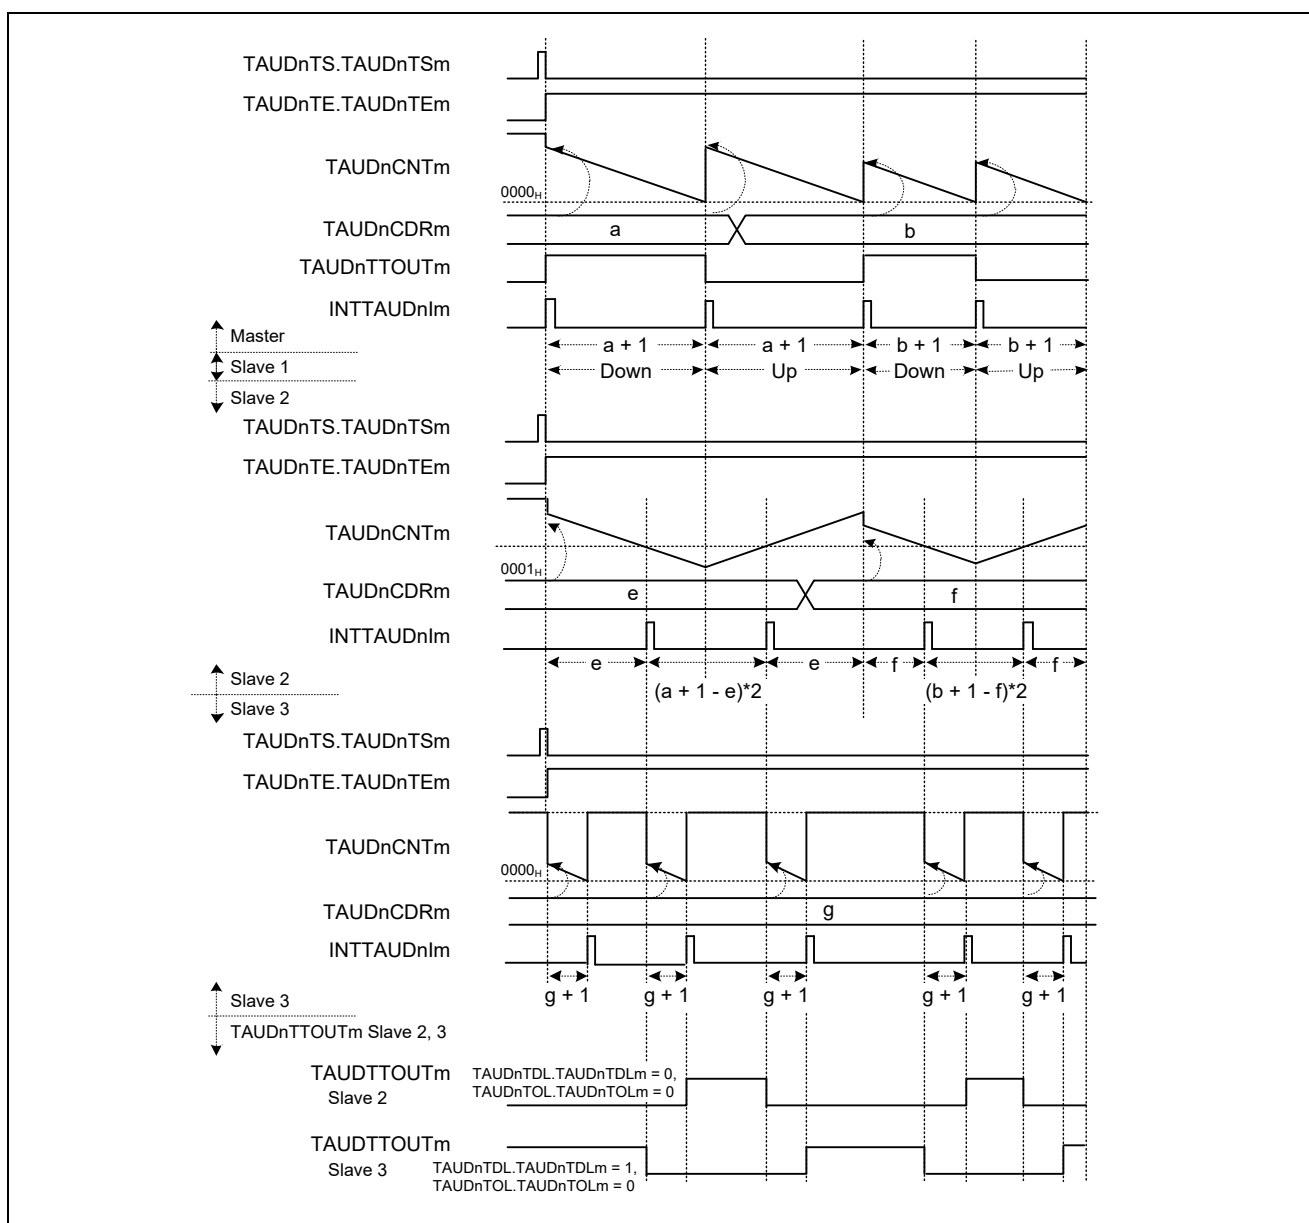 TAUDnTS.TAUDnTSm
TAUDnTE.TAUDnTEm
TAUDnCNTm
0000H
TAUDnCDRm
a
b
TAUDnTTOUTm
INTTAUDnIm
Master
a + 1
a + 1
b + 1
b + 1
Slave 1
Down
Up
Down
Up
Slave 2
TAUDnTS.TAUDnTSm
TAUDnTE.TAUDnTEm
TAUDnCNTm
0001H
TAUDnCDRm
e
f
INTTAUDnIm
e
e
f
f
Slave 2
(a + 1 - e)*2
(b + 1 - f)*2
Slave 3
TAUDnTS.TAUDnTSm
TAUDnTE.TAUDnTEm
TAUDnCNTm
0000H
TAUDnCDRm
g
INTTAUDnIm
g + 1
g + 1
g + 1
g + 1
g + 1
Slave 3
TAUDnTTOUTm Slave 2, 3
TAUDTTOUTm
Slave 2
TAUDnTDL.TAUDnTDLm = 0,
TAUDnTOL.TAUDnTOLm = 0
TAUDTTOUTm
Slave 3
TAUDnTDL.TAUDnTDLm = 1,
TAUDnTOL.TAUDnTOLm = 0